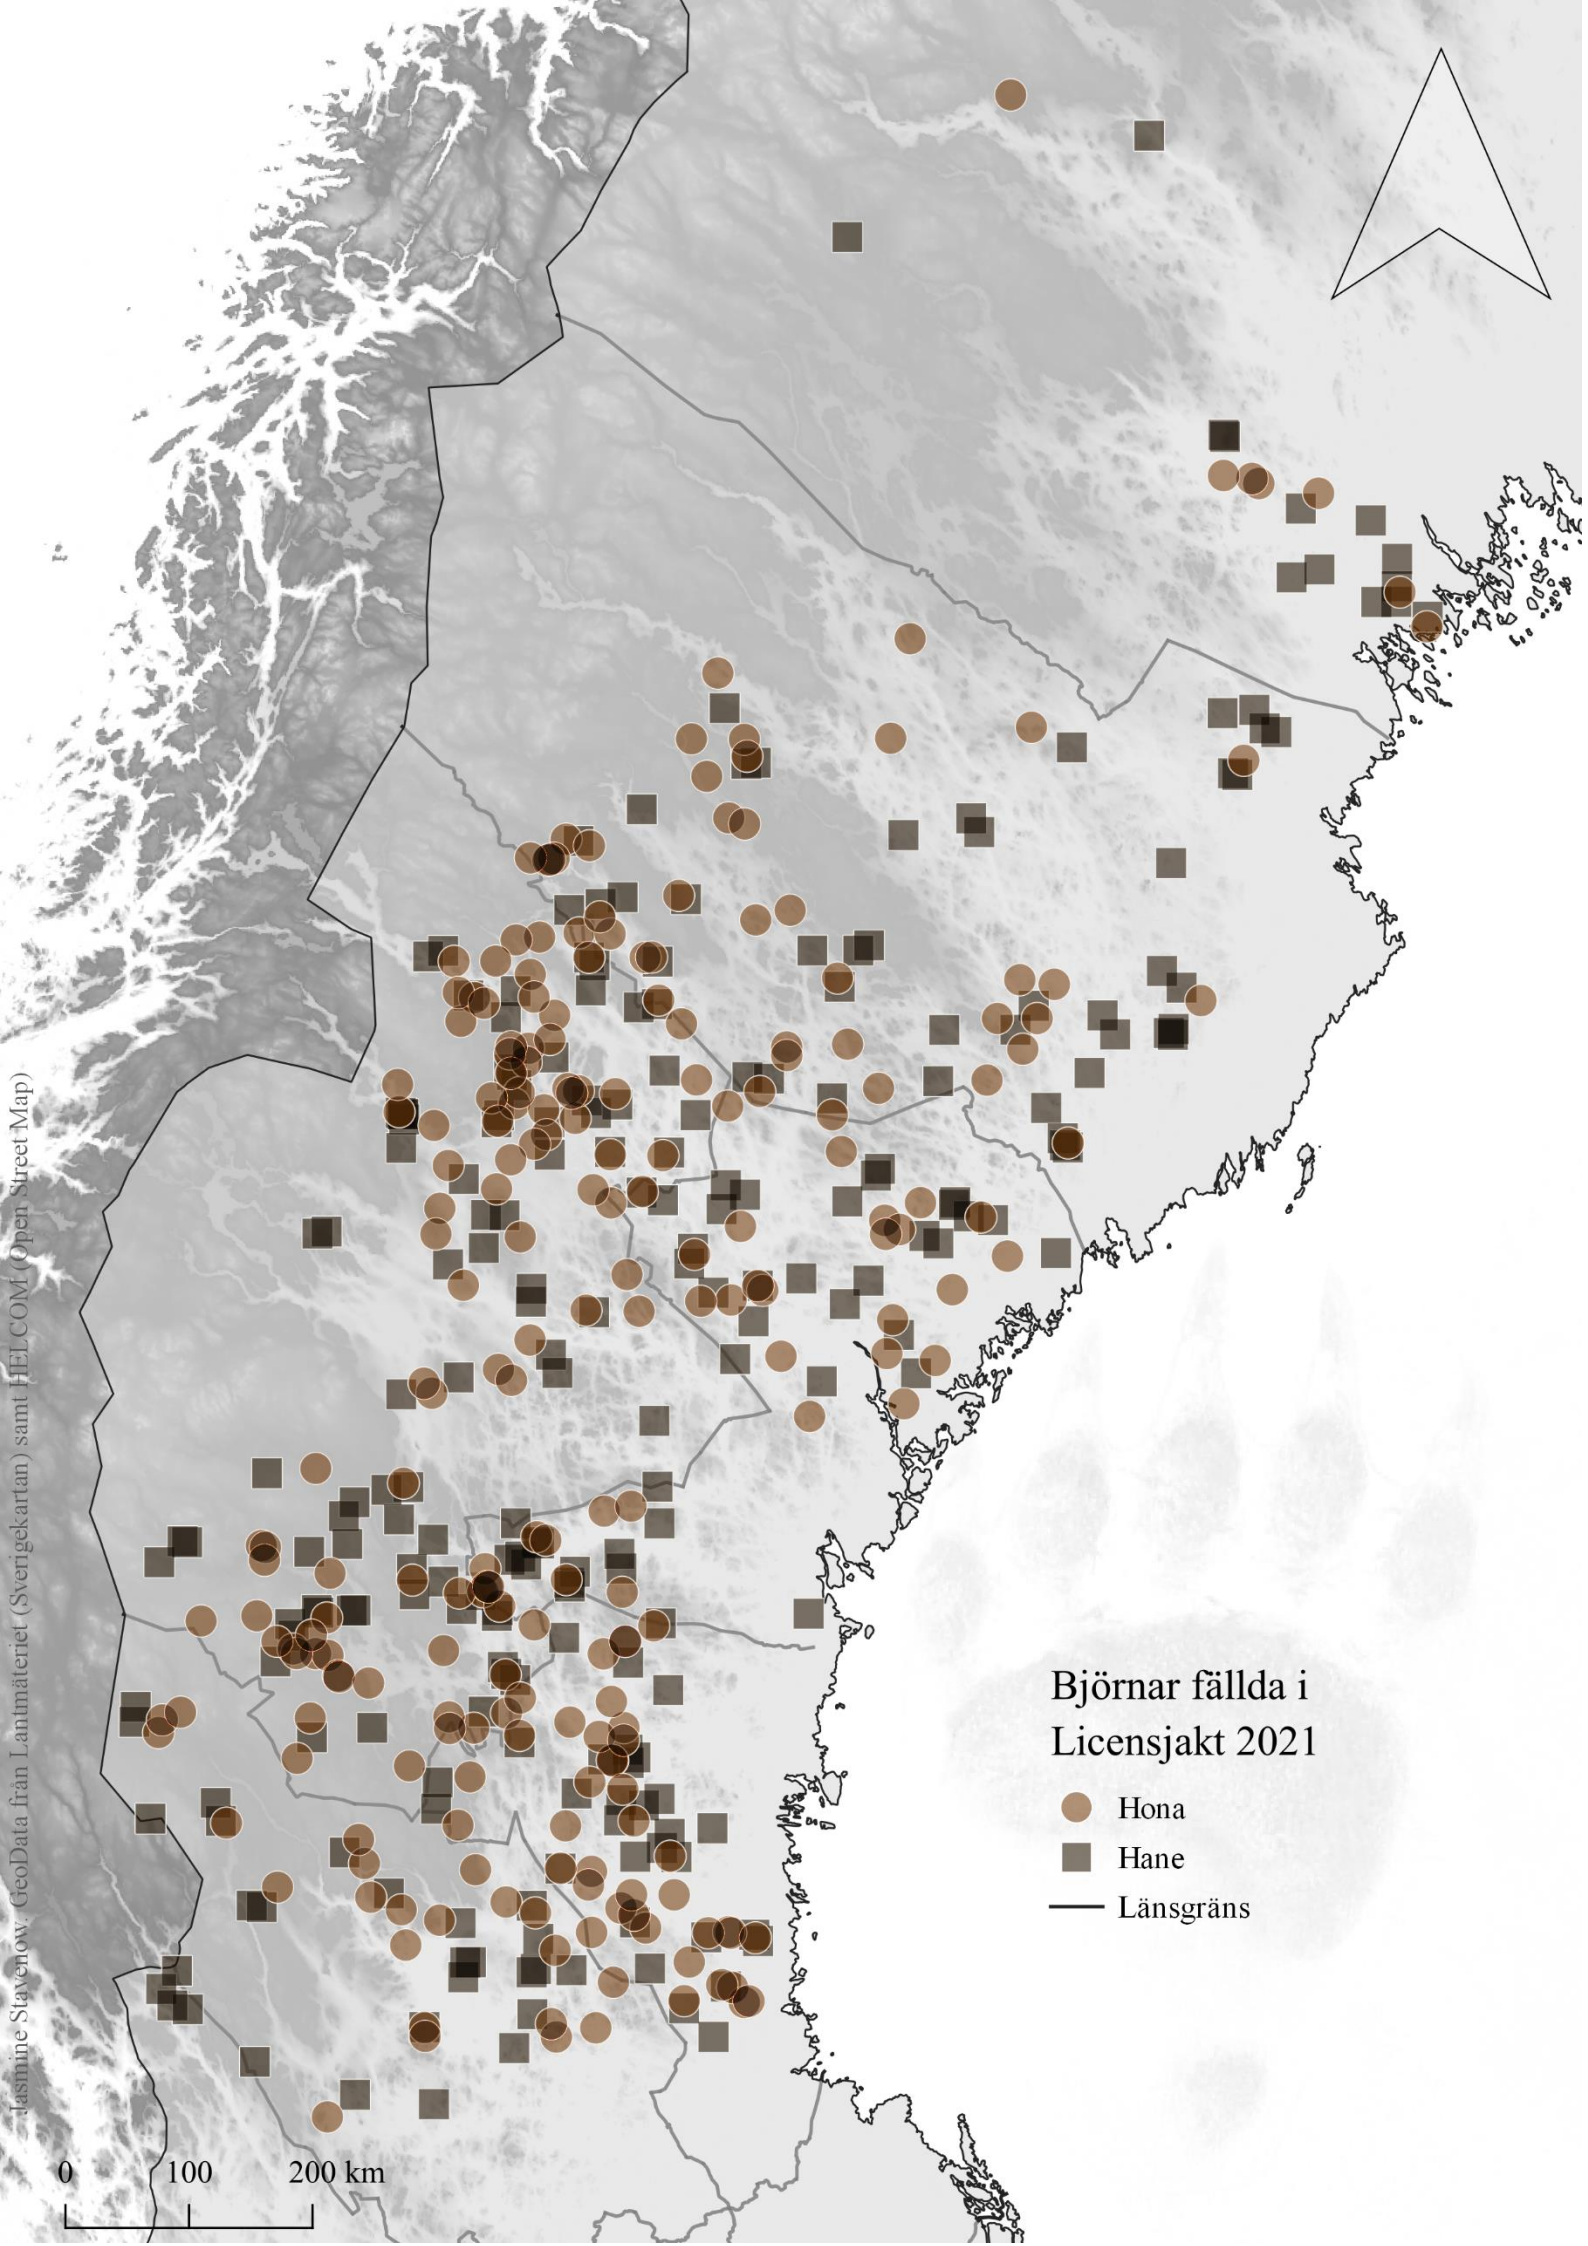 Björnar fällda i
Licensjakt 2021
Hona
Hane
Länsgräns
0 100 200 km
Jasmine Stavenow, GeoData från Lantmäteriet (Sverigekartan) samt HELCOM (Open Street Map)